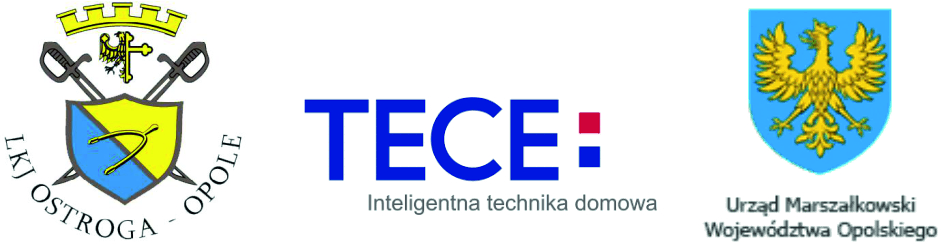 LKJ OSTROGA - OPOLE
TECE:
Inteligentna technika domowa
Urząd Marszałkowski
Województwa Opolskiego